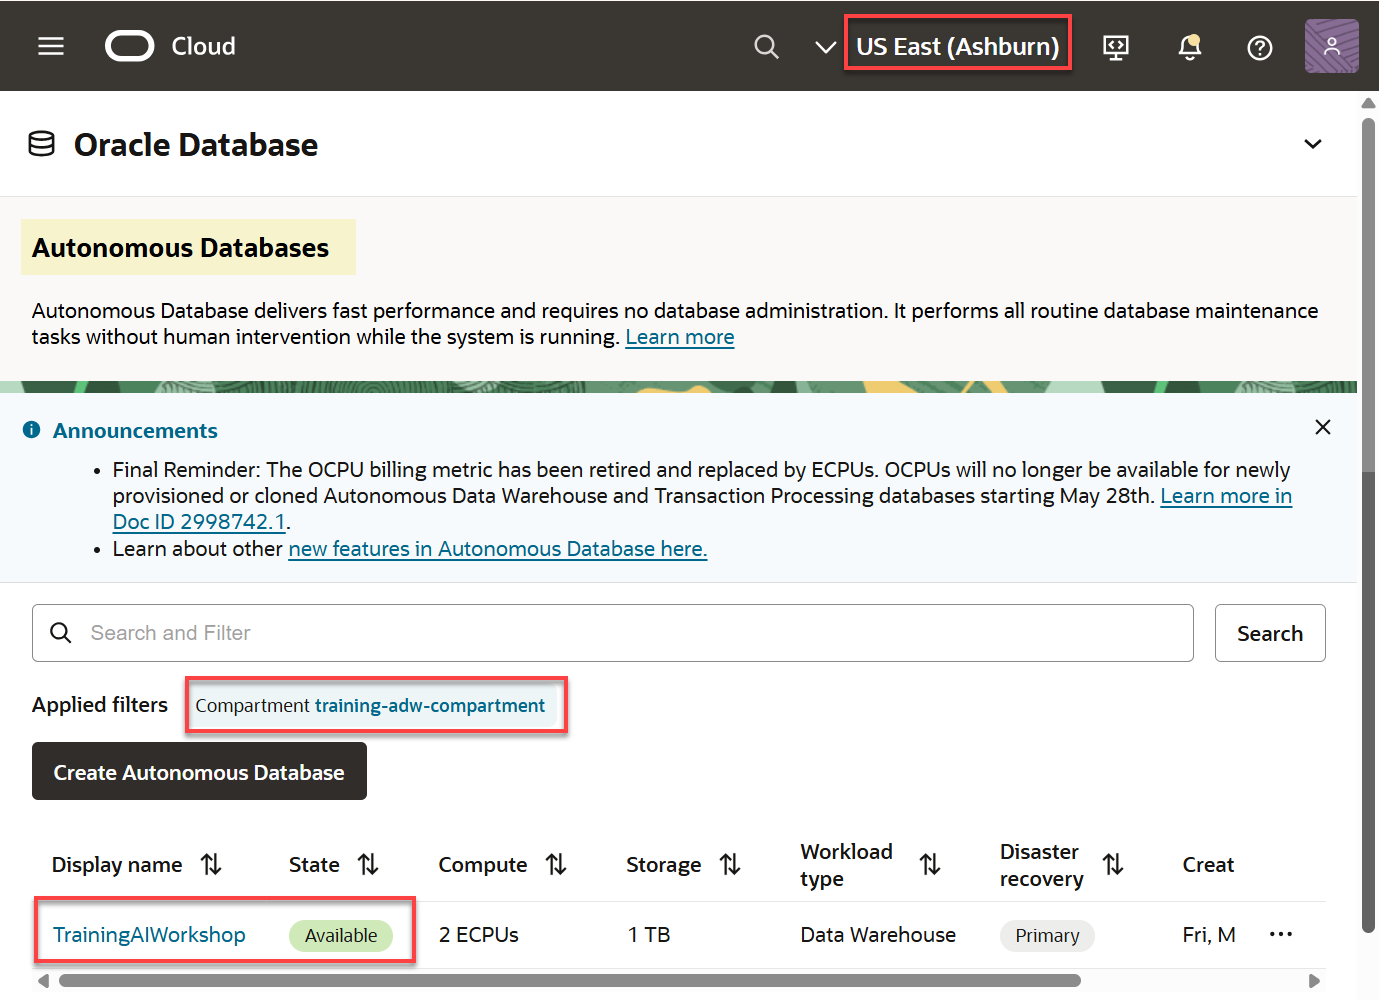 Cloud
US East (Ashburn)
Oracle Database
Autonomous Databases
Autonomous Database delivers fast performance and requires no database administration. It performs all routine database maintenance
tasks without human intervention while the system is running. Learn more
Announcements
• Final Reminder: The OCPU billing metric has been retired and replaced by ECPUs. OCPUs will no longer be available for newly
provisioned or cloned Autonomous Data Warehouse and Transaction Processing databases starting May 28th. Learn more in
Doc ID 2998742.1.
• Learn about other new features in Autonomous Database here.
Search and Filter
Search
Applied filters Compartment training-adw-compartment
Create Autonomous Database
Display name State Compute Storage Workload type Disaster recovery Creat
TrainingAIWorkshop Available 2 ECPUs 1 TB Data Warehouse Primary Fri, M